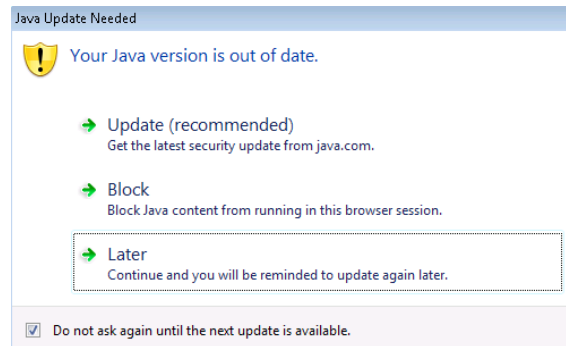 Java Update Needed
Your Java version is out of date.
Update (recommended)
Get the latest security update from java.com.
Block
Block Java content from running in this browser session.
Later
Continue and you will be reminded to update again later.
Do not ask again until the next update is available.